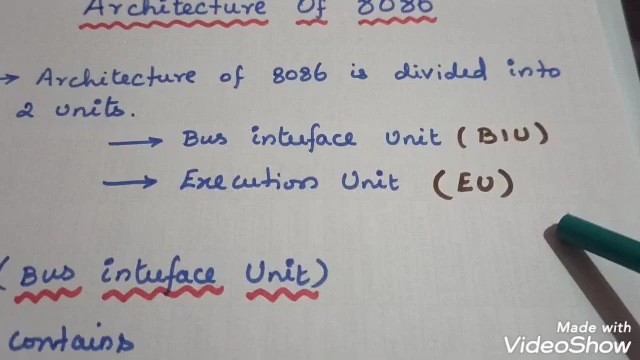 Architecture Of 8086
→ Architecture of 8086 is divided into
2 units.
→ Bus interface Unit (BIU)
→ Execution Unit (EU)
(Bus interface Unit)
contains
Made with
VideoShow